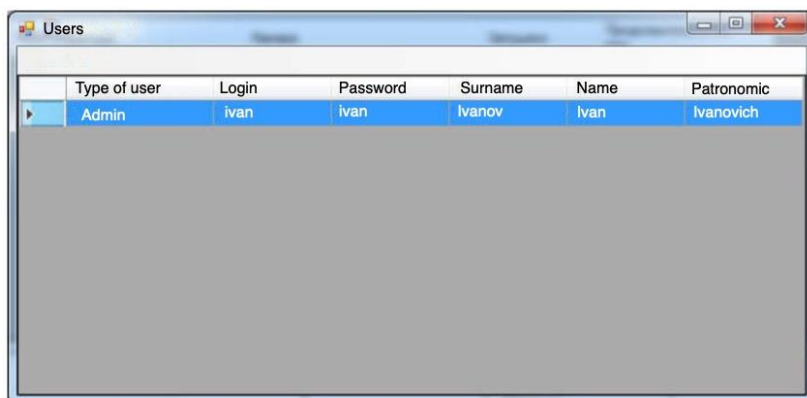 Users
Type of user Login Password Surname Name Patronomic
Admin ivan ivan Ivanov Ivan Ivanovich